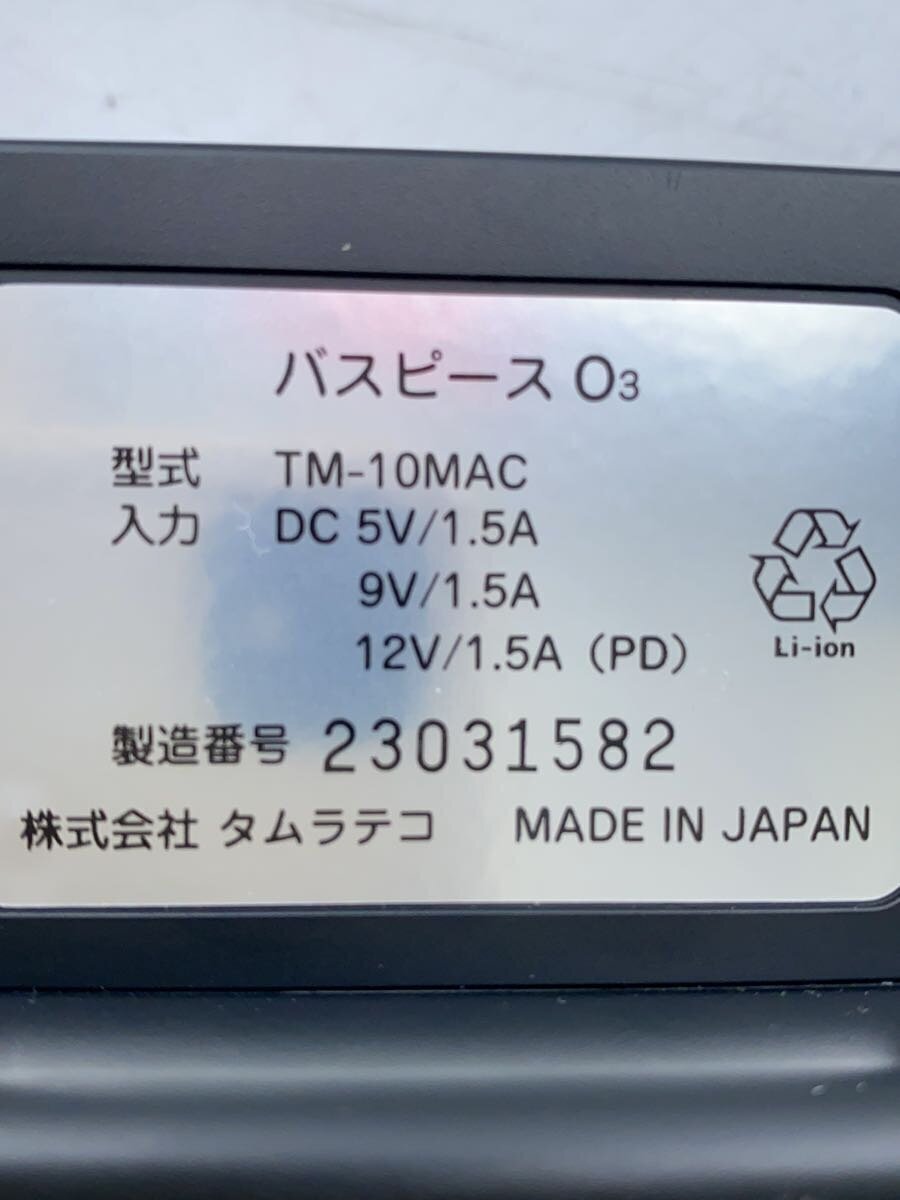 バスピース O3
型式 TM-10MAC
入力 DC 5V/1.5A
9V/1.5A
12V/1.5A（PD）
Li-ion
製造番号 23031582
株式会社 タムラテコ MADE IN JAPAN